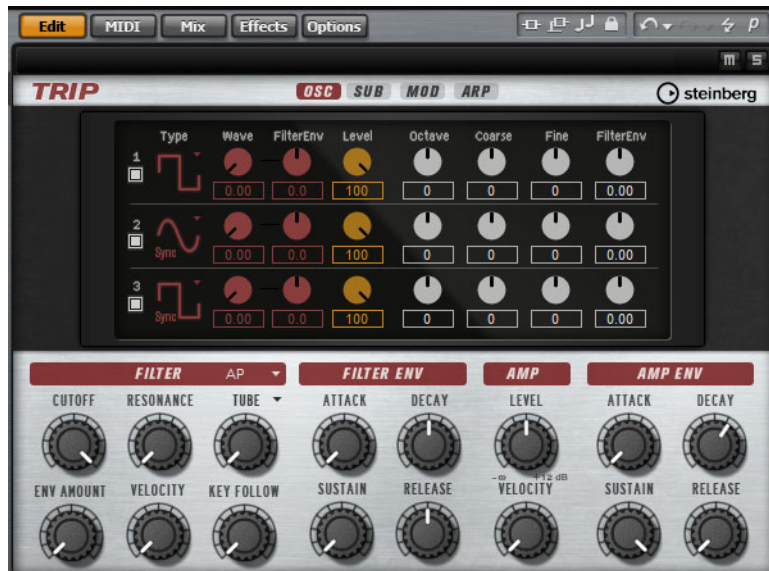 Edit MIDI Mix Effects Options
m s
TRIP OSC SUB MOD ARP steinberg
Type Wave FilterEnv Level Octave Coarse Fine FilterEnv
1
0.00 0.0 100 0 0 0 0.00
2
Sync 0.00 0.0 100 0 0 0 0.00
3
Sync 0.00 0.0 100 0 0 0 0.00
FILTER AP FILTER ENV AMP AMP ENV
CUTOFF RESONANCE TUBE ATTACK DECAY LEVEL ATTACK DECAY
-∞ +12 dB
ENV AMOUNT VELOCITY KEY FOLLOW SUSTAIN RELEASE VELOCITY SUSTAIN RELEASE